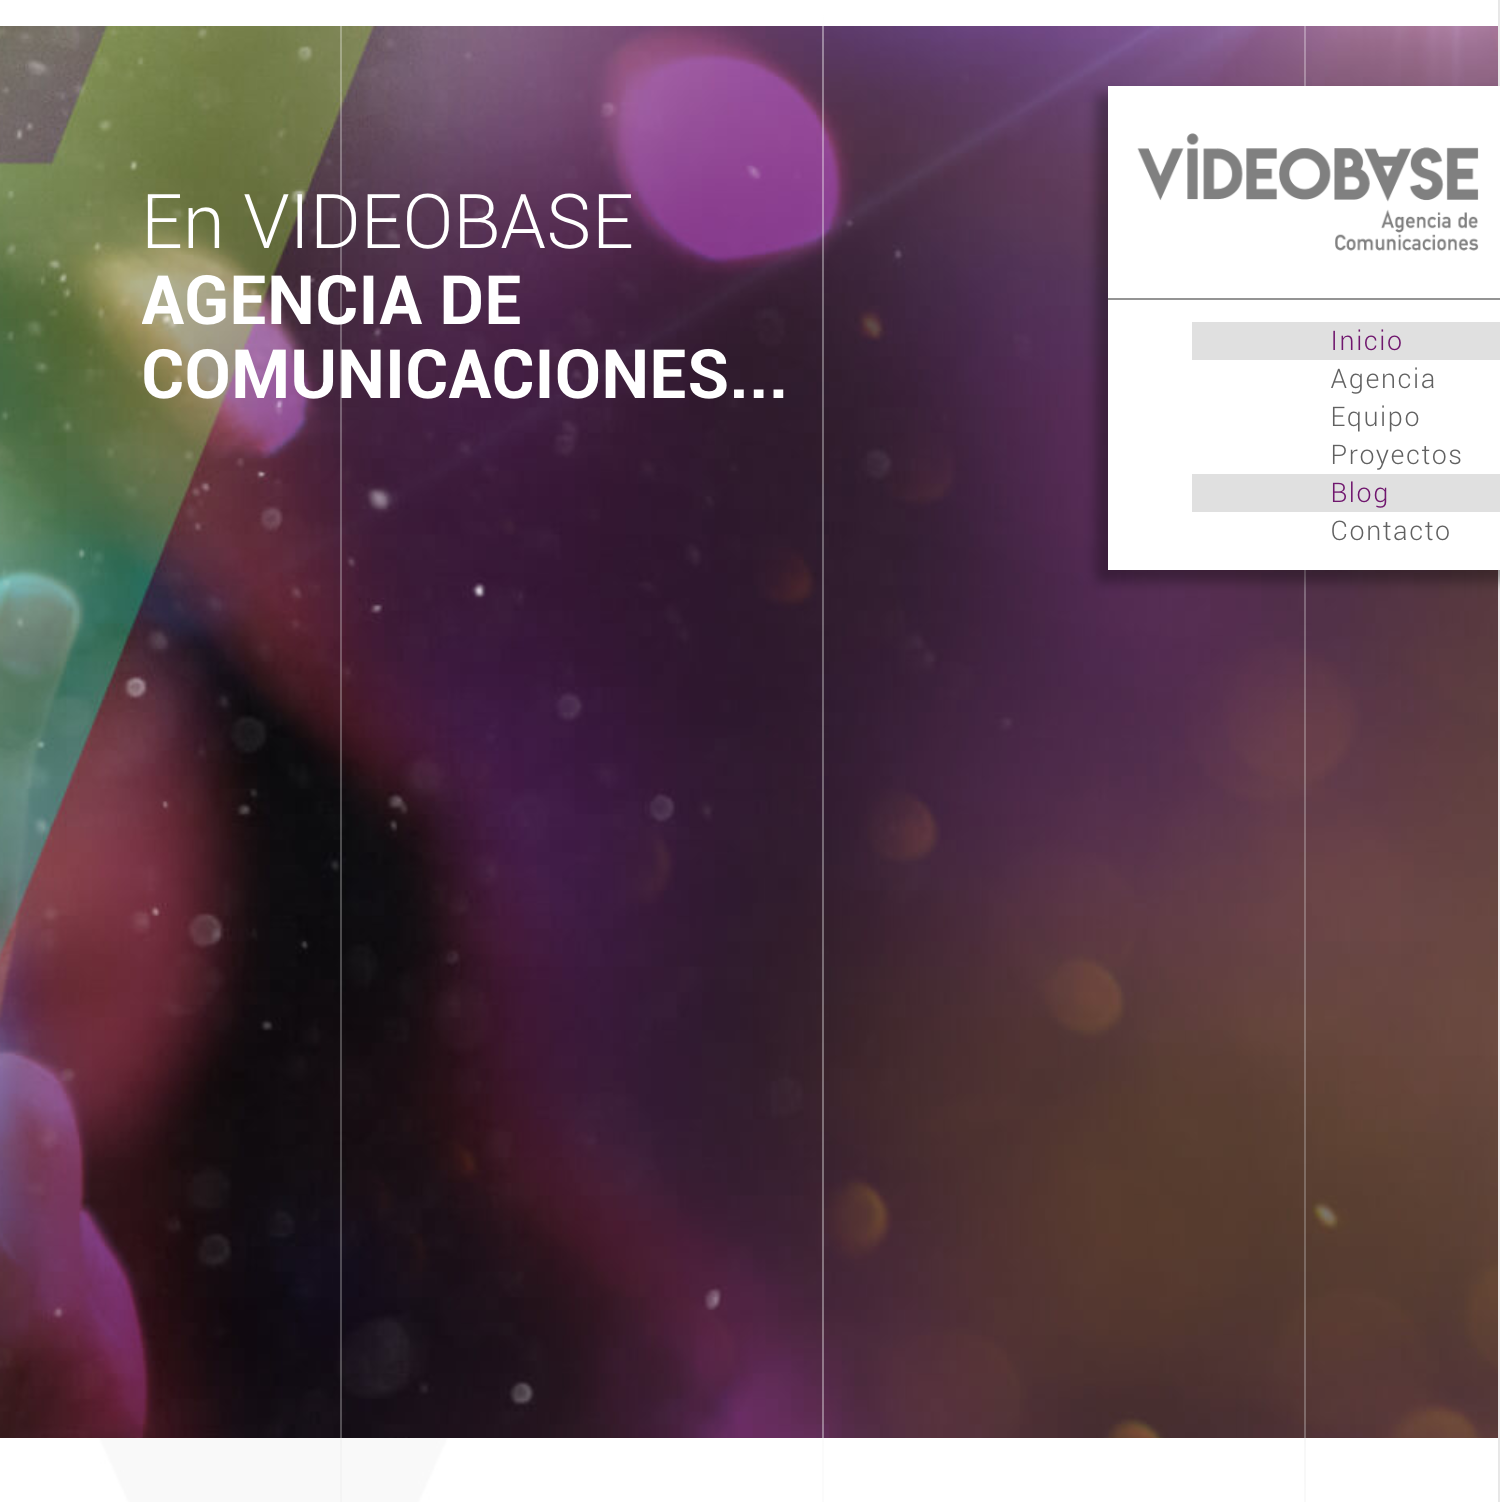 En VIDEOBASE
AGENCIA DE
COMUNICACIONES...
VIDEOBASE
Agencia de
Comunicaciones
Inicio
Agencia
Equipo
Proyectos
Blog
Contacto